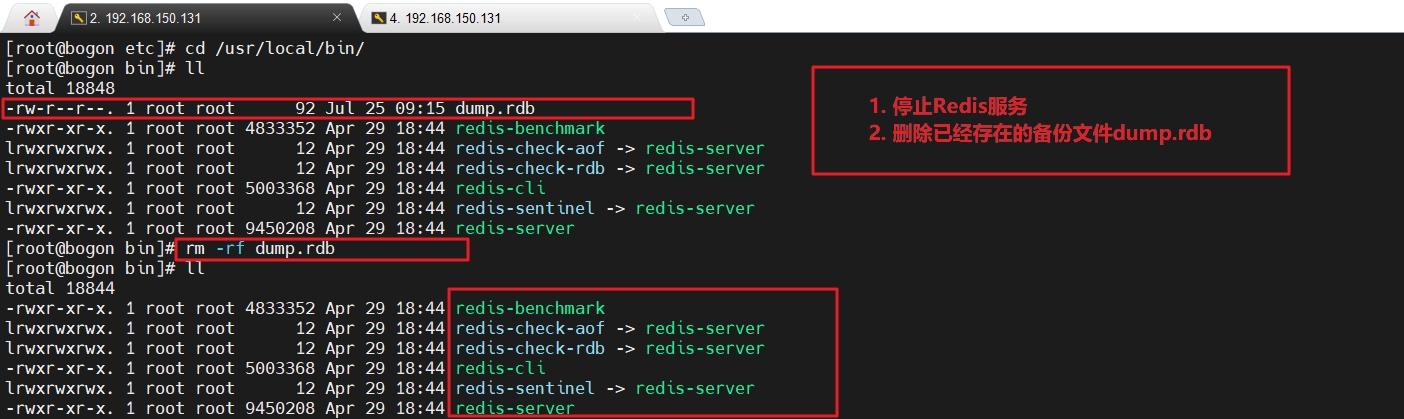 2. 192.168.150.131
4. 192.168.150.131
[root@bogon etc]# cd /usr/local/bin/
[root@bogon bin]# ll
total 18848
-rw-r--r--. 1 root root      92 Jul 25 09:15 dump.rdb
-rwxr-xr-x. 1 root root 4833352 Apr 29 18:44 redis-benchmark
lrwxrwxrwx. 1 root root      12 Apr 29 18:44 redis-check-aof -> redis-server
lrwxrwxrwx. 1 root root      12 Apr 29 18:44 redis-check-rdb -> redis-server
-rwxr-xr-x. 1 root root 5003368 Apr 29 18:44 redis-cli
lrwxrwxrwx. 1 root root      12 Apr 29 18:44 redis-sentinel -> redis-server
-rwxr-xr-x. 1 root root 9450208 Apr 29 18:44 redis-server
[root@bogon bin]# rm -rf dump.rdb
[root@bogon bin]# ll
total 18844
-rwxr-xr-x. 1 root root 4833352 Apr 29 18:44 redis-benchmark
lrwxrwxrwx. 1 root root      12 Apr 29 18:44 redis-check-aof -> redis-server
lrwxrwxrwx. 1 root root      12 Apr 29 18:44 redis-check-rdb -> redis-server
-rwxr-xr-x. 1 root root 5003368 Apr 29 18:44 redis-cli
lrwxrwxrwx. 1 root root      12 Apr 29 18:44 redis-sentinel -> redis-server
-rwxr-xr-x. 1 root root 9450208 Apr 29 18:44 redis-server
1. 停止Redis服务
2. 删除已经存在的备份文件dump.rdb